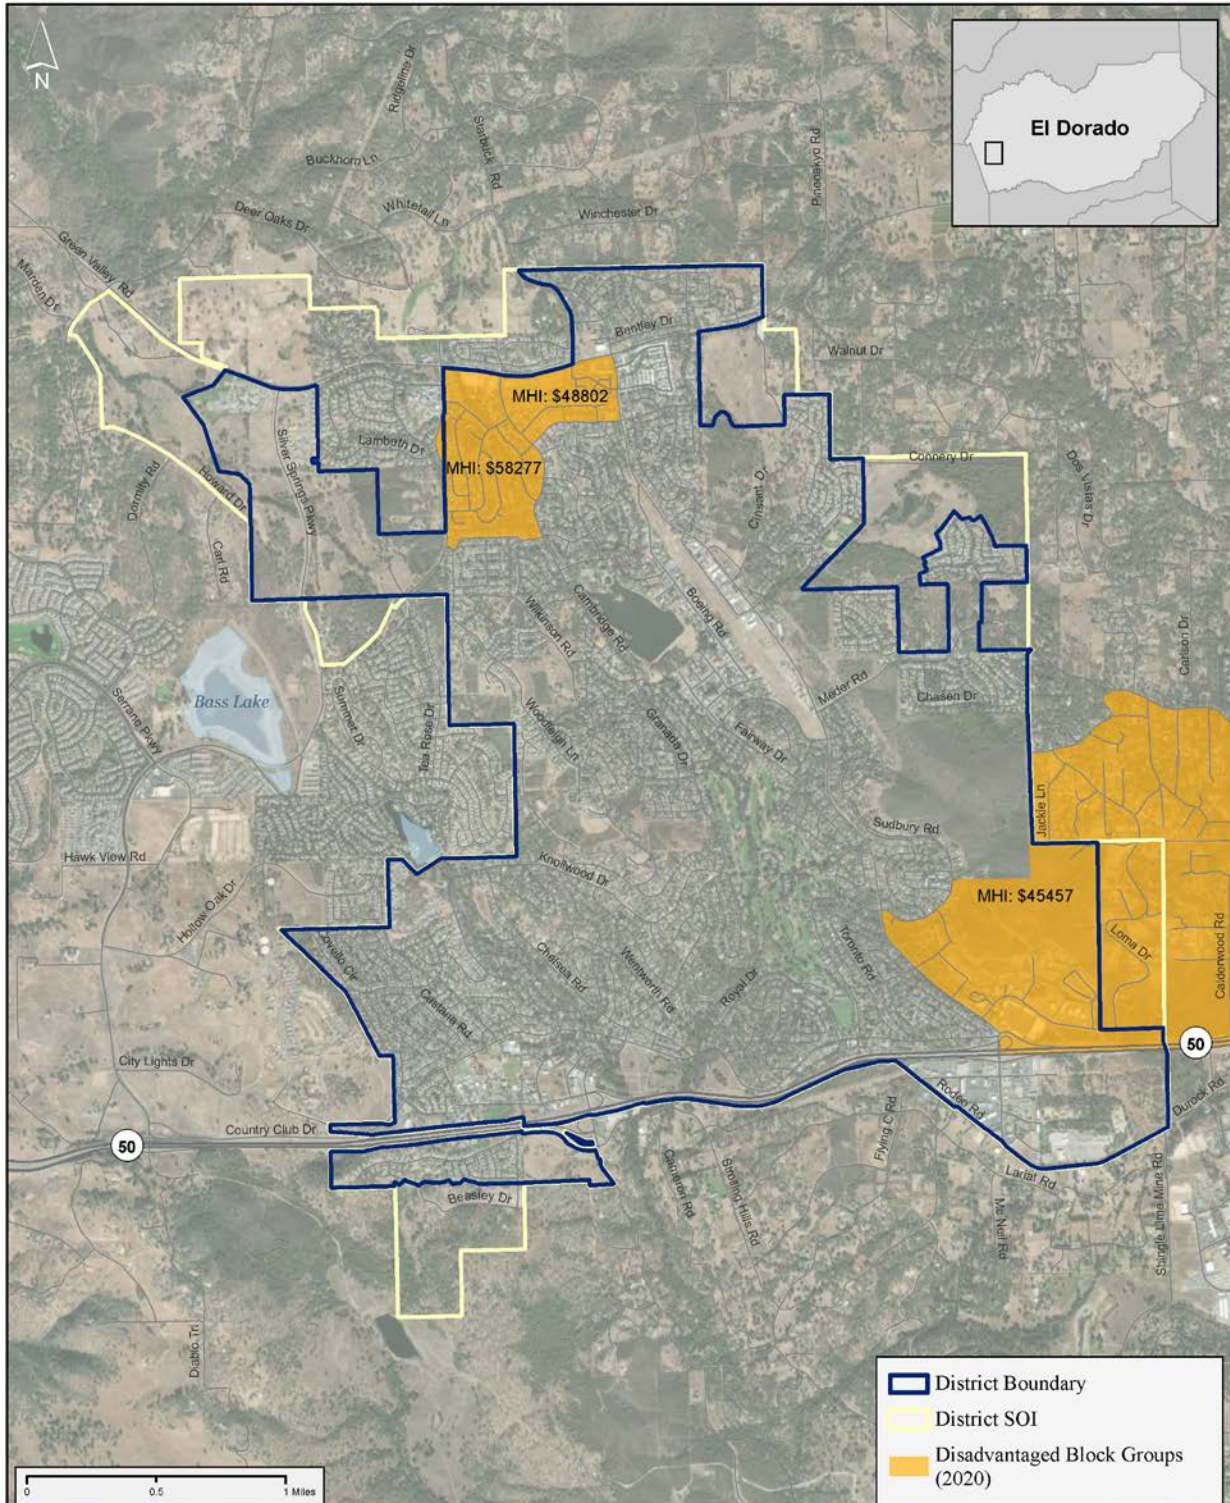 N
El Dorado
Ridgeline Dr
Starbuck Rd
Buckhorn Ln
Whitetail Ln
Deer Oaks Dr
Winchester Dr
Green Valley Rd
Marden Dr
Bentley Dr
Walnut Dr
MHI: $48802
Lambeth Dr
MHI: $58277
Silver Springs Pkwy
Connery Dr
Dos Vistas Dr
Dormity Rd
Howard Dr
Cinsant Dr
Carl Rd
Boeing Rd
Cambridge Rd
Wilkinson Rd
Carlson Dr
Meder Rd
Chasen Dr
Bass Lake
Serrano Pkwy
Summer Dr
Tea Rose Dr
Woodleigh Ln
Granada Dr
Fairway Dr
Jackie Ln
Sudbury Rd
Hawk View Rd
Knollwood Dr
MHI: $45457
Hollow Oak Dr
Covello Cir
Chelsea Rd
Wentworth Rd
Royal Dr
Toronto Rd
Loma Dr
Calderwood Rd
Castana Rd
50
City Lights Dr
Rodeo Rd
Durock Rd
Country Club Dr
50
Flying C Rd
Lariat Rd
Beasley Dr
Cameron Rd
Strolling Hills Rd
Mc Neil Rd
Shingle Lime Mine Rd
Diablo Trl
District Boundary
District SOI
Disadvantaged Block Groups
(2020)
0 0.5 1 Miles